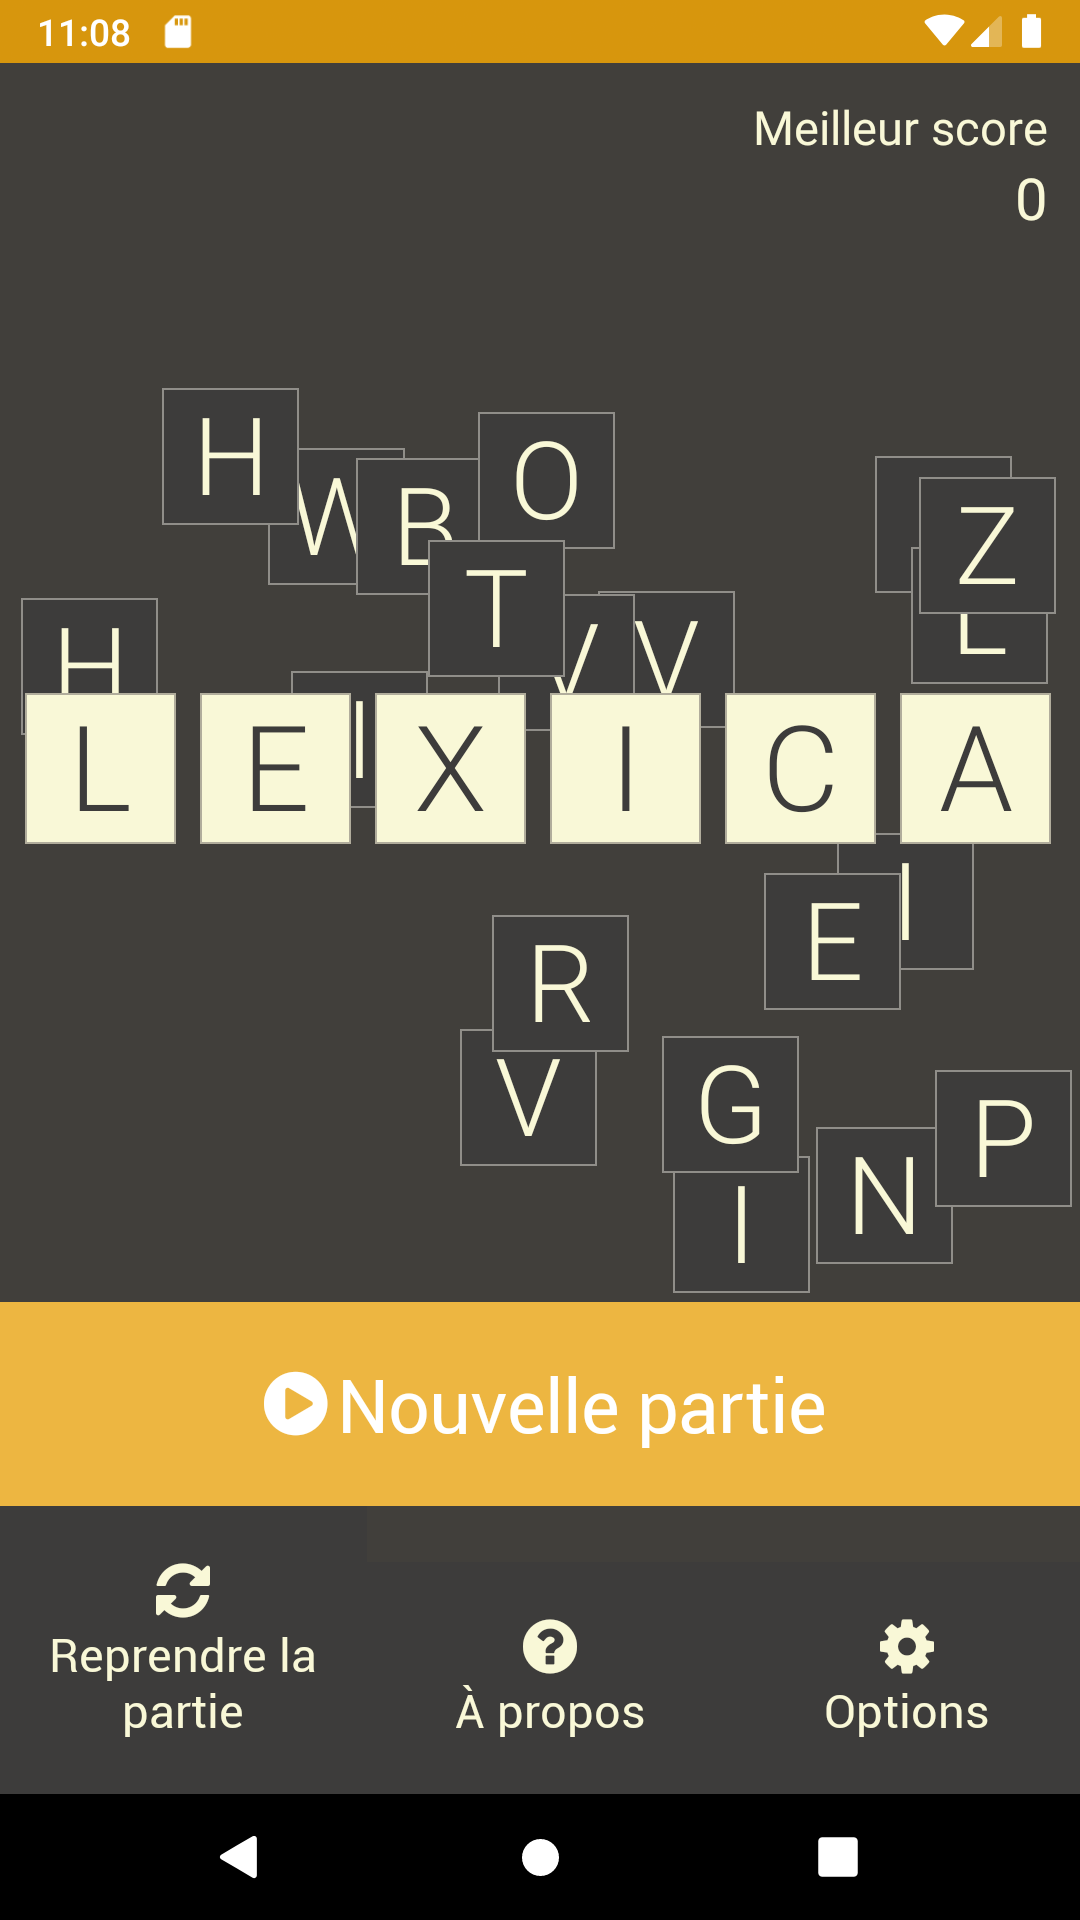 11:08
Meilleur score
0
H
W
B
O
Z
T
L
H
V
V
I
L E X I C A
I
E
R
V
G
P
N
I
Nouvelle partie
Reprendre la
partie
À propos
Options